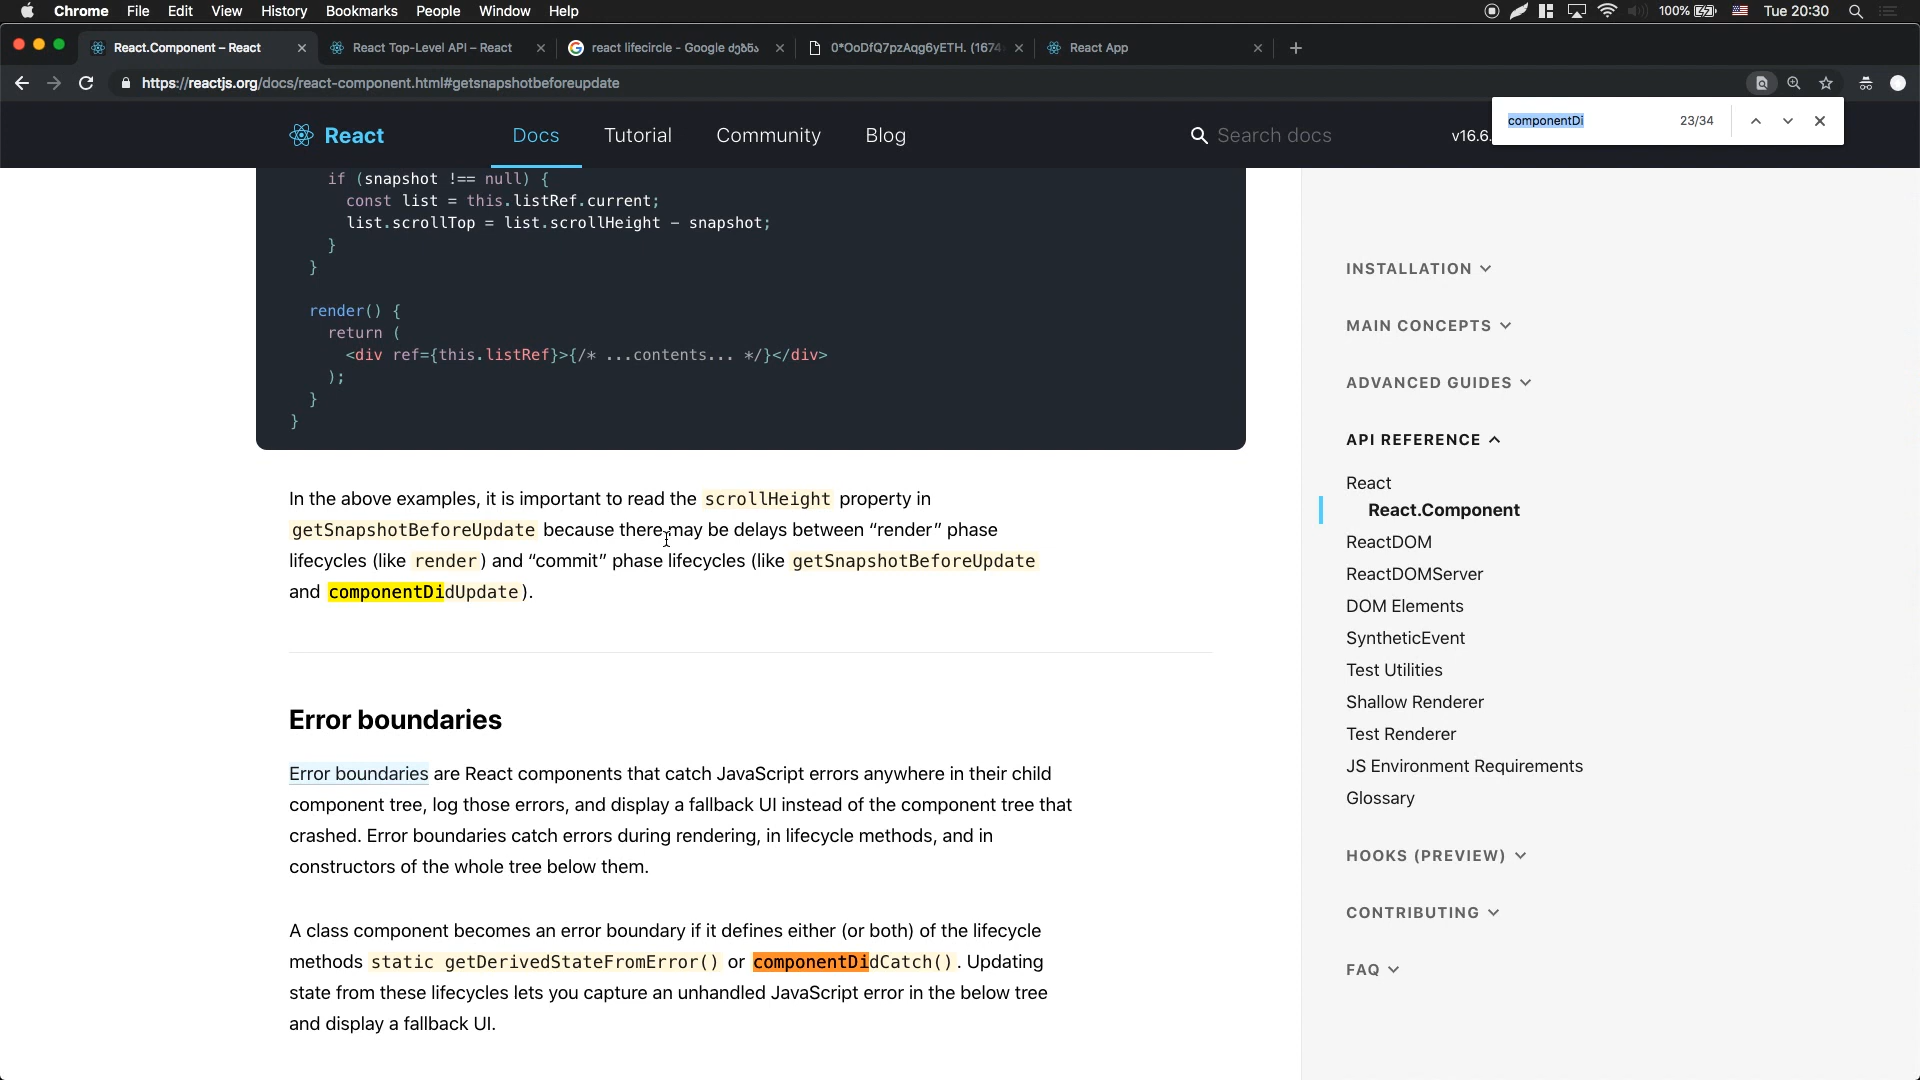 Chrome File Edit View History Bookmarks People Window Help
100% Tue 20:30
React.Component – React
React Top-Level API – React
react lifecircle - Google ძებნა
0*OoDfQ7pzAqg6yETH. (1674
React App
https://reactjs.org/docs/react-component.html#getsnapshotbeforeupdate
componentDi 23/34
React Docs Tutorial Community Blog Search docs v16.6.
if (snapshot !== null) {
const list = this.listRef.current;
list.scrollTop = list.scrollHeight - snapshot;
}
}
render() {
return (
<div ref={this.listRef}>{/* ...contents... */}</div>
);
}
}
In the above examples, it is important to read the scrollHeight property in
getSnapshotBeforeUpdate because there may be delays between “render” phase
lifecycles (like render) and “commit” phase lifecycles (like getSnapshotBeforeUpdate
and componentDidUpdate).
Error boundaries
Error boundaries are React components that catch JavaScript errors anywhere in their child
component tree, log those errors, and display a fallback UI instead of the component tree that
crashed. Error boundaries catch errors during rendering, in lifecycle methods, and in
constructors of the whole tree below them.
A class component becomes an error boundary if it defines either (or both) of the lifecycle
methods static getDerivedStateFromError() or componentDidCatch(). Updating
state from these lifecycles lets you capture an unhandled JavaScript error in the below tree
and display a fallback UI.
INSTALLATION
MAIN CONCEPTS
ADVANCED GUIDES
API REFERENCE
React
React.Component
ReactDOM
ReactDOMServer
DOM Elements
SyntheticEvent
Test Utilities
Shallow Renderer
Test Renderer
JS Environment Requirements
Glossary
HOOKS (PREVIEW)
CONTRIBUTING
FAQ